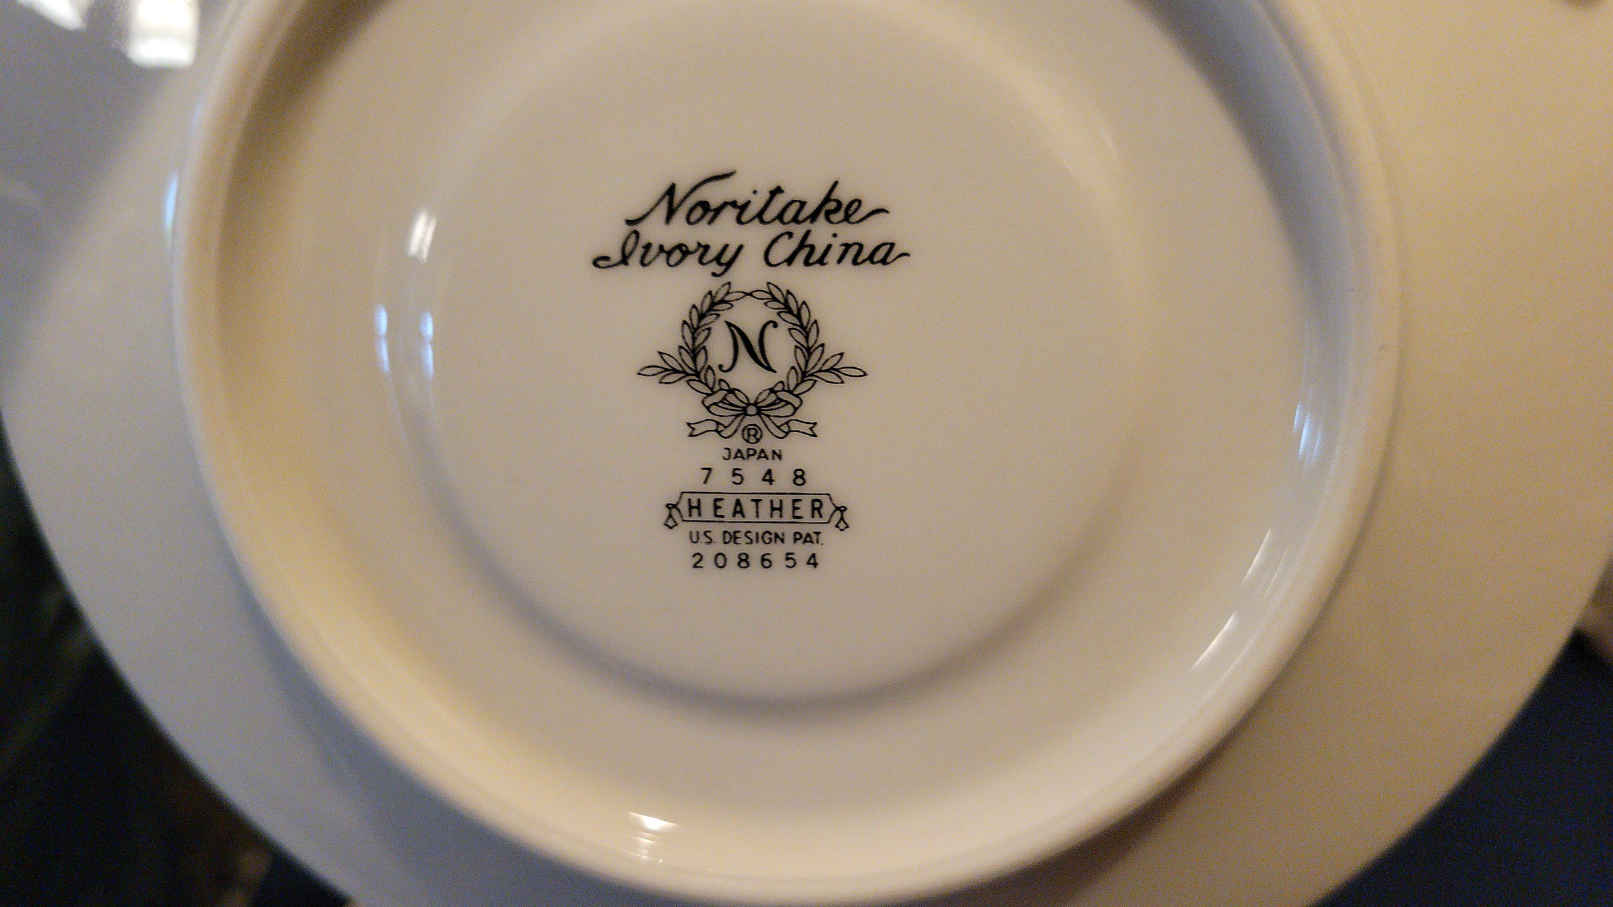 Noritake
Ivory China
N
®
JAPAN
7548
HEATHER
U.S. DESIGN PAT.
208654